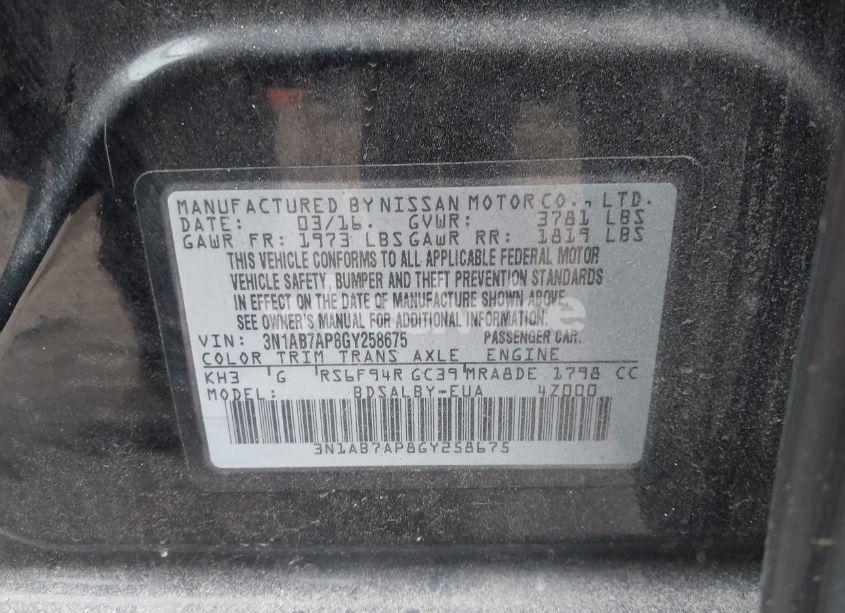 MANUFACTURED BY NISSAN MOTOR CO., LTD.
DATE: 03/16. GVWR: 3781 LBS
GAWR FR: 1973 LBS GAWR RR: 1819 LBS
THIS VEHICLE CONFORMS TO ALL APPLICABLE FEDERAL MOTOR
VEHICLE SAFETY, BUMPER AND THEFT PREVENTION STANDARDS
IN EFFECT ON THE DATE OF MANUFACTURE SHOWN ABOVE.
SEE OWNER'S MANUAL FOR ADDITIONAL INFORMATION.
VIN: 3N1AB7AP8GY258675 PASSENGER CAR.
COLOR TRIM TRANS AXLE ENGINE
KH3 G RS6F94R GC39 MRA8DE 1798 CC
MODEL: BDSALBY-EUA 4Z000
3N1AB7AP8GY258675